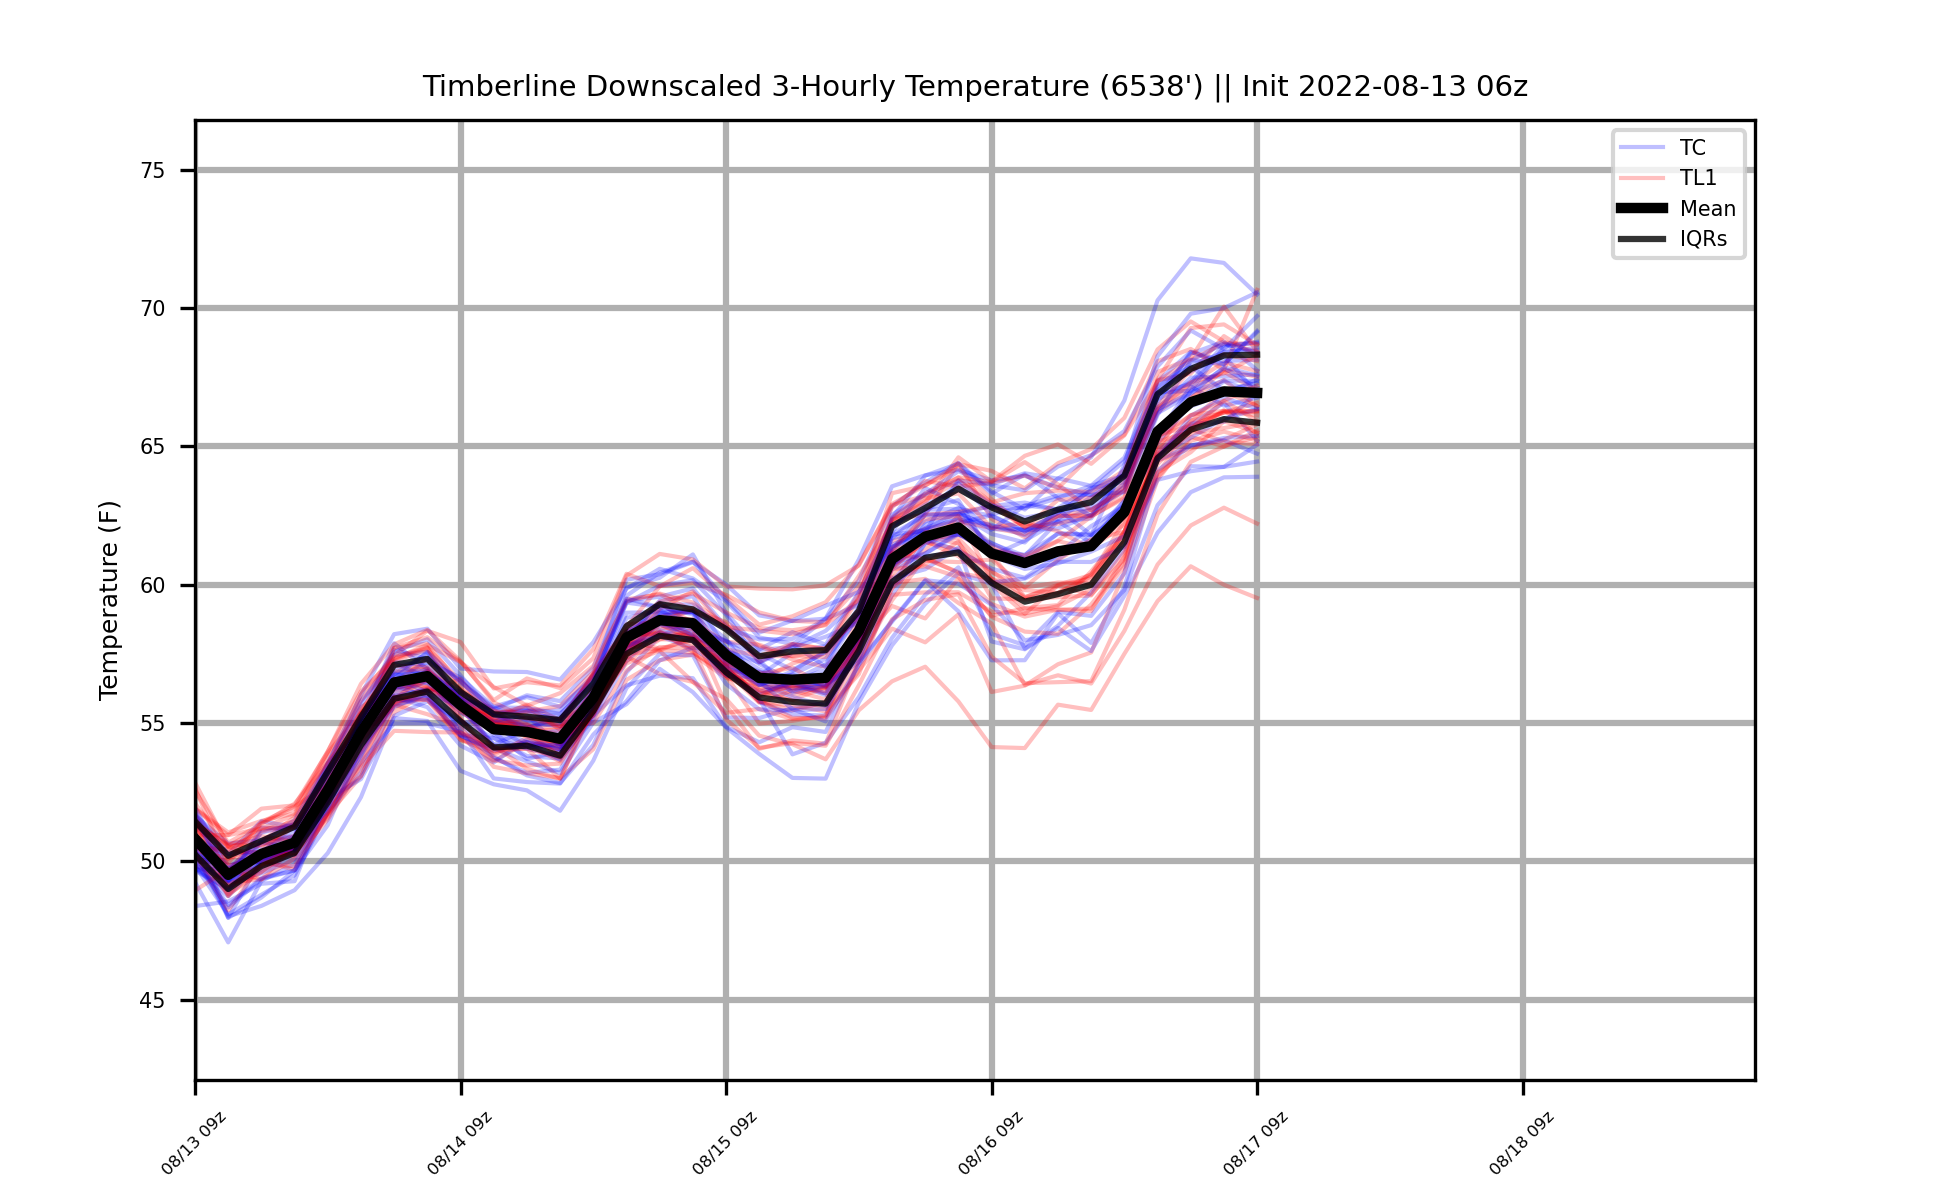 Timberline Downscaled 3-Hourly Temperature (6538') || Init 2022-08-13 06z
TC
TL1
Mean
IQRs
Temperature (F)
75
70
65
60
55
50
45
08/13 09z
08/14 09z
08/15 09z
08/16 09z
08/17 09z
08/18 09z